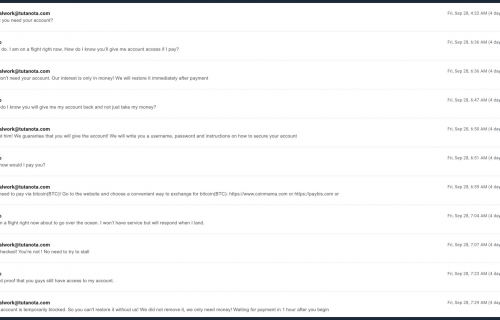 alwork@tutanota.com Fri, Sep 28, 4:53 AM (4 day
you need your account?
Fri, Sep 28, 6:36 AM (4 day
do. I am on a flight right now. How do I know you'll give me account access if I pay?
alwork@tutanota.com Fri, Sep 28, 6:36 AM (4 day
on't need your account. Our interest is only in money! We will restore it immediately after payment
Fri, Sep 28, 6:47 AM (4 day
do I know you will give me my account back and not just take my money?
alwork@tutanota.com Fri, Sep 28, 6:50 AM (4 day
t him! We guarantee that you will give the account! We will write you a username, password and instructions on how to secure your account
Fri, Sep 28, 6:51 AM (4 day
how would I pay you?
alwork@tutanota.com Fri, Sep 28, 6:59 AM (4 day
need to pay via bitcoin(BTC)! Go to the website and choose a convenient way to exchange for bitcoin(BTC): https://www.coinmama.com or https://paybis.com or
Fri, Sep 28, 7:04 AM (4 day
n a flight right now about to go over the ocean. I won't have service but will respond when I land.
alwork@tutanota.com Fri, Sep 28, 7:07 AM (4 day
hecked! You're not ! No need to try to stall
Fri, Sep 28, 7:23 AM (4 day
d proof that you guys still have access to my account.
alwork@tutanota.com Fri, Sep 28, 7:29 AM (4 day
account is temporarily blocked. So you can't restore it without us! We did not remove it, we only need money! Waiting for payment in 1 hour after you begin